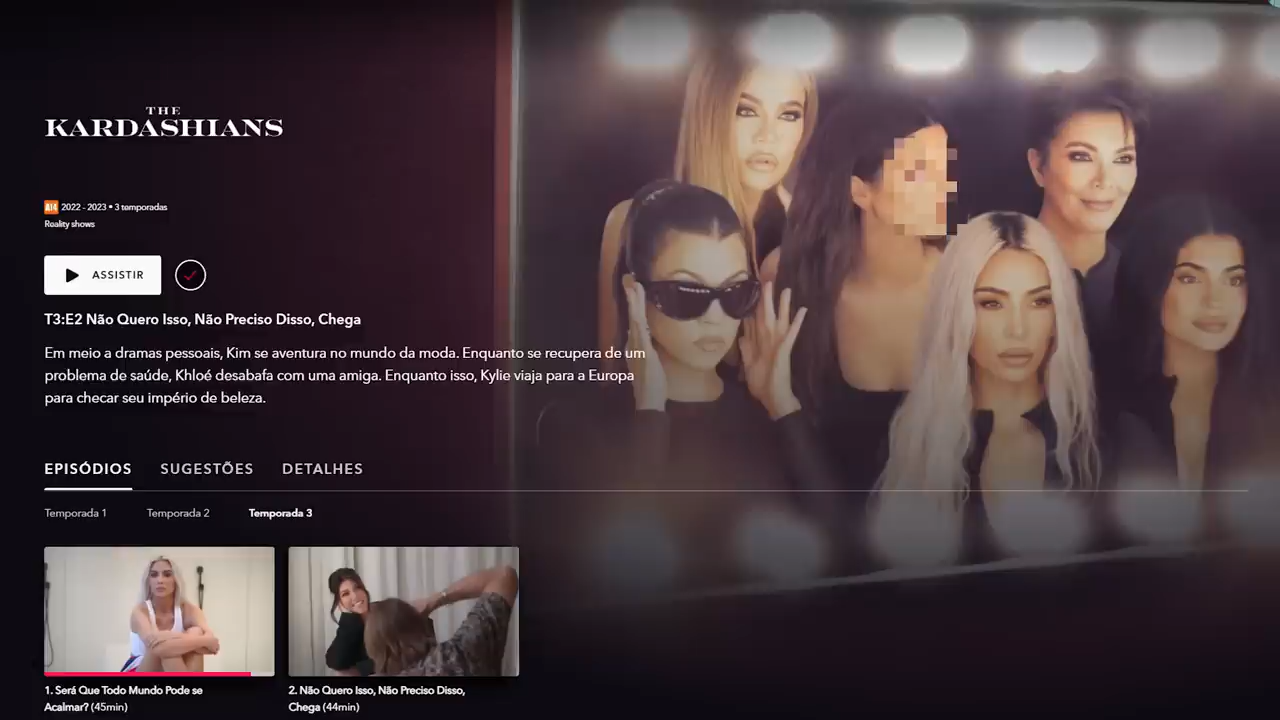 THE
KARDASHIANS
A14 2022 - 2023 • 3 temporadas
Reality shows
ASSISTIR
T3:E2 Não Quero Isso, Não Preciso Disso, Chega
Em meio a dramas pessoais, Kim se aventura no mundo da moda. Enquanto se recupera de um
problema de saúde, Khloé desabafa com uma amiga. Enquanto isso, Kylie viaja para a Europa
para checar seu império de beleza.
EPISÓDIOS SUGESTÕES DETALHES
Temporada 1 Temporada 2 Temporada 3
1. Será Que Todo Mundo Pode se
Acalmar? (45min)
2. Não Quero Isso, Não Preciso Disso,
Chega (44min)